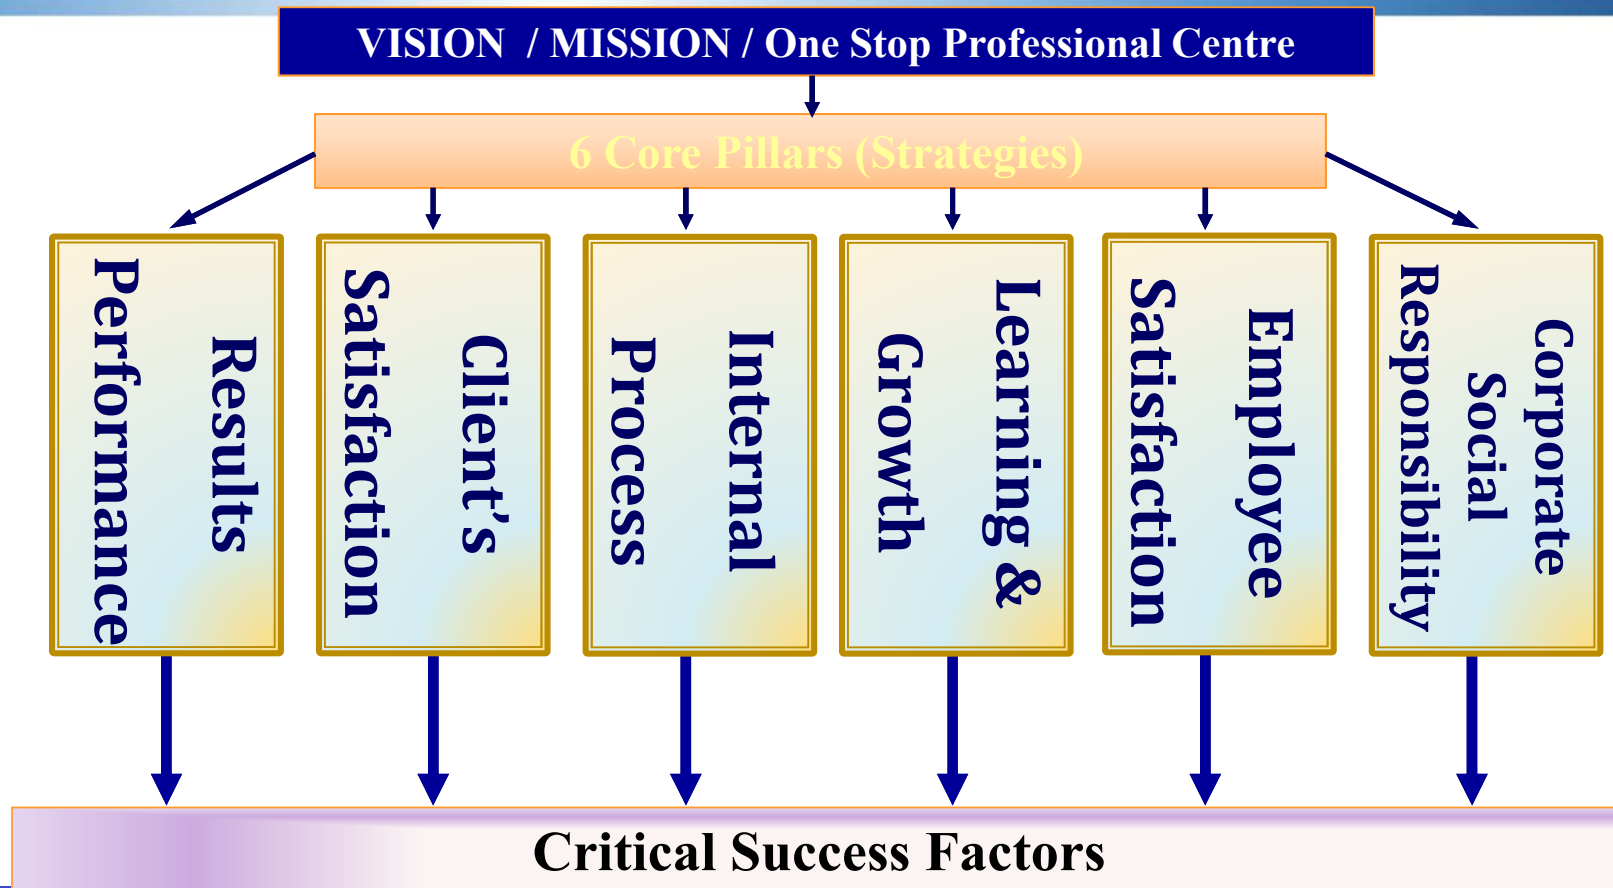 VISION / MISSION / One Stop Professional Centre
6 Core Pillars (Strategies)
Results
Performance
Client’s
Satisfaction
Internal
Process
Learning &
Growth
Employee
Satisfaction
Corporate
Social
Responsibility
Critical Success Factors